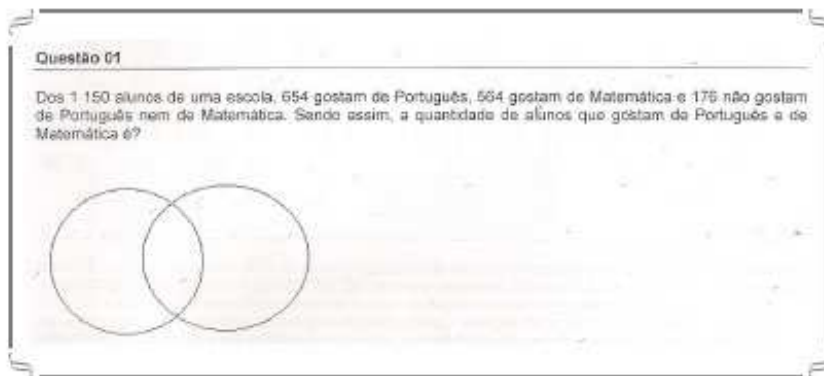 Questão 01
Dos 1 150 alunos de uma escola, 654 gostam de Português, 564 gostam de Matemática e 176 não gostam
de Português nem de Matemática. Sendo assim, a quantidade de alunos que gostam de Português e de
Matemática é?